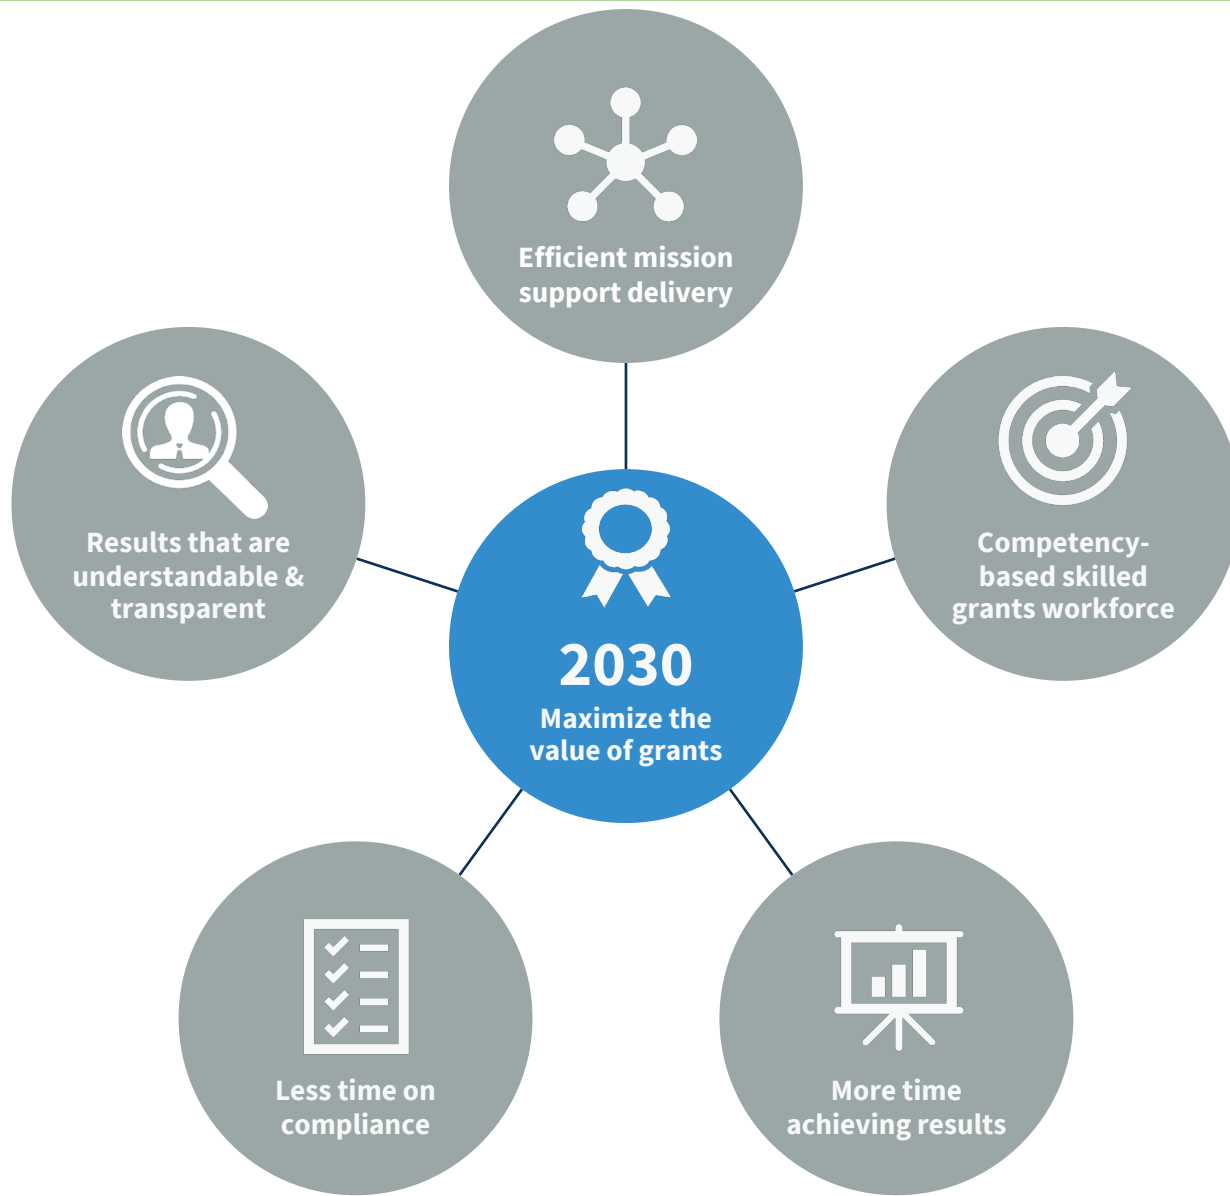 Efficient mission
support delivery
Results that are
understandable &
transparent
Competency-
based skilled
grants workforce
2030
Maximize the
value of grants
Less time on
compliance
More time
achieving results